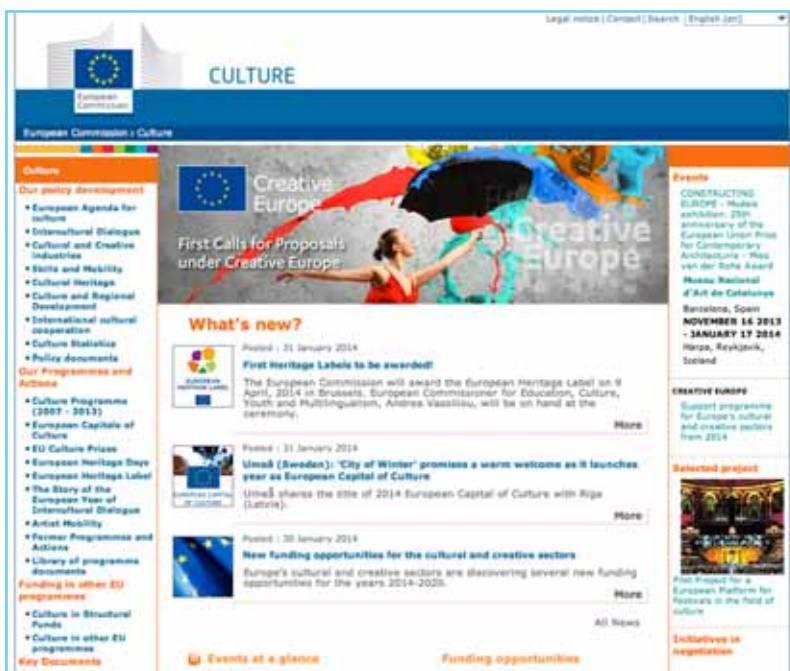 Legal notice | Contact | Search | English (en)
CULTURE
European
Commission
European Commission > Culture
Culture
Our policy development
• European Agenda for
culture
• Intercultural Dialogue
• Cultural and Creative
industries
• Skills and Mobility
• Cultural Heritage
• Culture and Regional
Development
• International cultural
cooperation
• Culture Statistics
• Policy documents
Our Programmes and
Actions
• Culture Programme
(2007 - 2013)
• European Capitals of
Culture
• EU Culture Prizes
• European Heritage Days
• European Heritage Label
• The Story of the
European Year of
Intercultural Dialogue
• Artist Mobility
• Former Programmes and
Actions
• Library of programme
documents
Funding in other EU
programmes
• Culture in Structural
Funds
• Culture in other EU
programmes
Key Documents
Creative
Europe
First Calls for Proposals
under Creative Europe
Creative
Europe
What's new?
EUROPEAN
HERITAGE LABEL
Posted : 31 January 2014
First Heritage Labels to be awarded!
The European Commission will award the European Heritage Label on 9
April, 2014 in Brussels. European Commissioner for Education, Culture,
Youth and Multilingualism, Andrea Vassiliou, will be on hand at the
ceremony.
More
EUROPEAN CAPITAL
OF CULTURE
Posted : 31 January 2014
Umeå (Sweden): 'City of Winter' promises a warm welcome as it launches
year as European Capital of Culture
Umeå shares the title of 2014 European Capital of Culture with Riga
(Latvia).
More
Posted : 30 January 2014
New funding opportunities for the cultural and creative sectors
Europe's cultural and creative sectors are discovering several new funding
opportunities for the years 2014-2020.
More
All News
Events at a glance
Funding opportunities
Events
CONSTRUCTING
EUROPE - Models
exhibition. 25th
anniversary of the
European Union Prize
for Contemporary
Architecture - Mies
van der Rohe Award
Museu Nacional
d'Art de Catalunya
Barcelona, Spain
NOVEMBER 16 2013
- JANUARY 17 2014
Harpa, Reykjavik,
Iceland
CREATIVE EUROPE
Support programme
for Europe's cultural
and creative sectors
from 2014
Selected project
Pilot Project for a
European Platform for
Festivals in the field of
culture
Initiatives in
negotiation